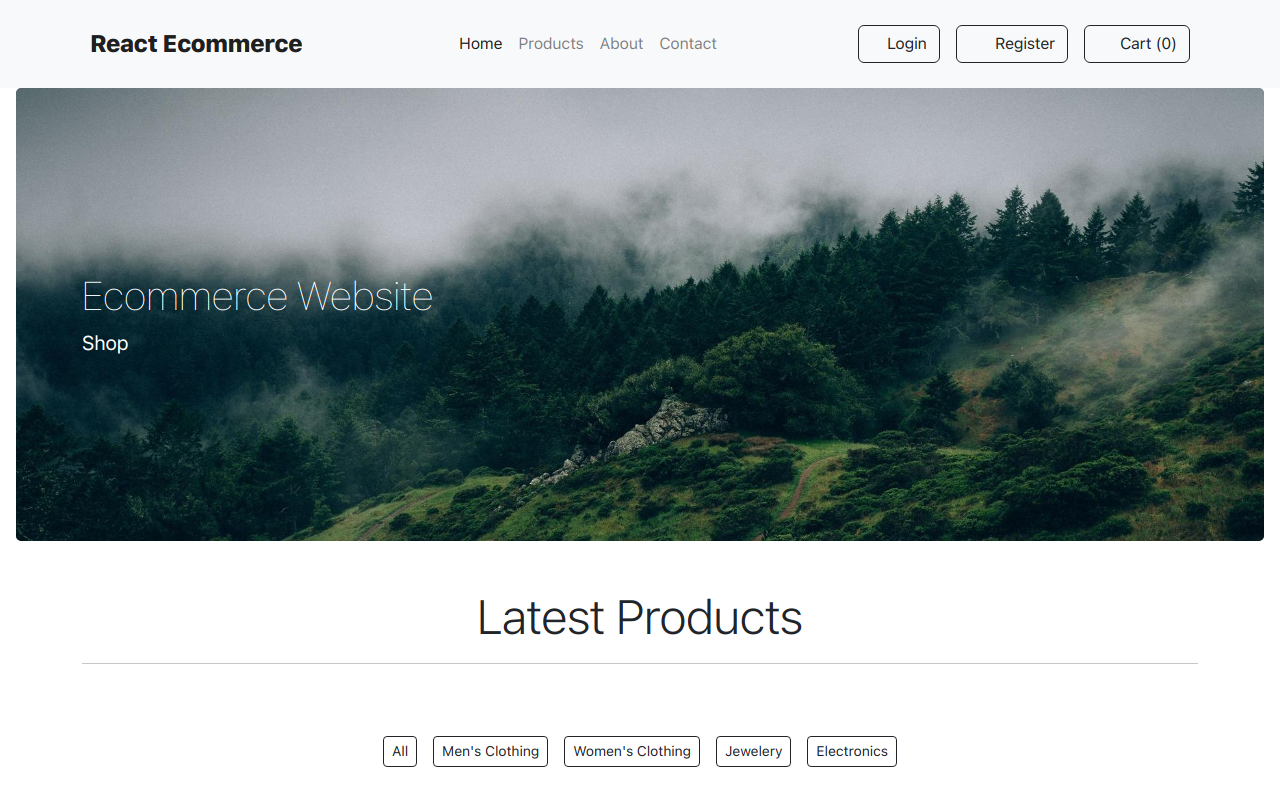 React Ecommerce
Home Products About Contact
Login Register Cart (0)
Ecommerce Website
Shop
Latest Products
All Men's Clothing Women's Clothing Jewelery Electronics